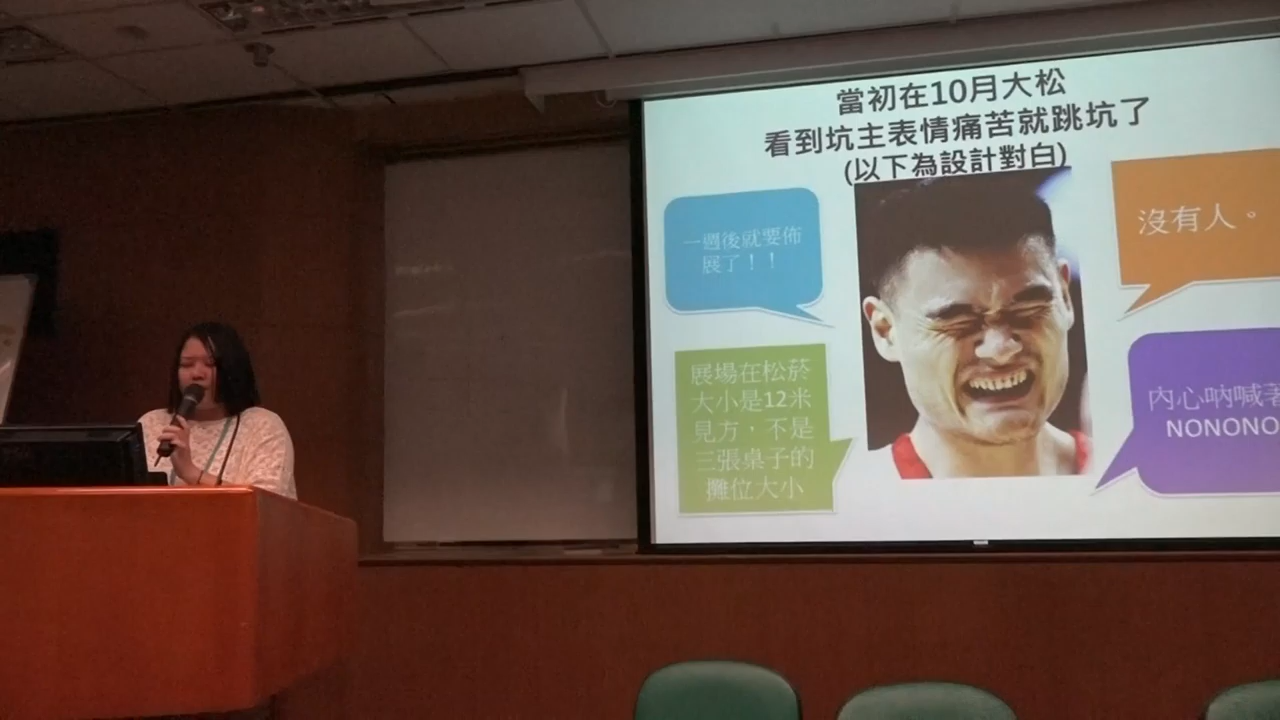 當初在10月大松
看到坑主表情痛苦就跳坑了
(以下為設計對白)
一週後就要佈
展了！！
沒有人。
展場在松菸
大小是12米
見方，不是
三張桌子的
攤位大小
內心吶喊著
NONONO